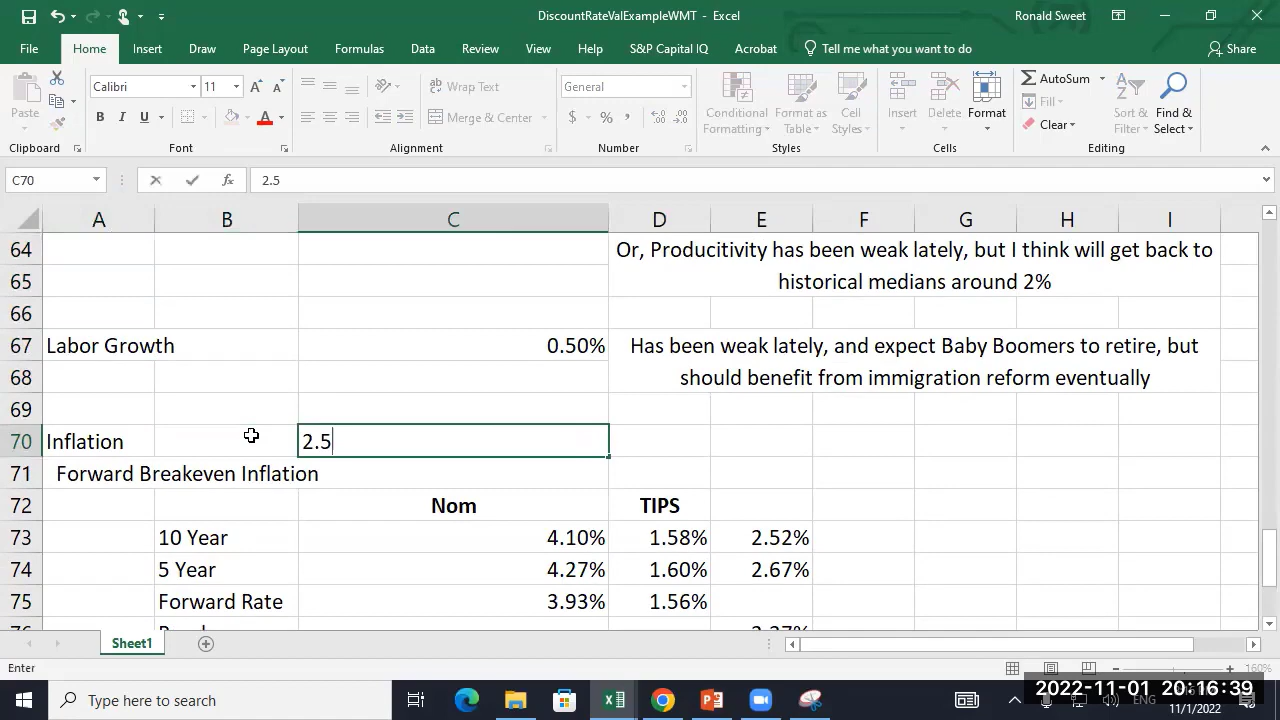 DiscountRateValExampleWMT - Excel
Ronald Sweet
File Home Insert Draw Page Layout Formulas Data Review View Help S&P Capital IQ Acrobat Tell me what you want to do Share
Paste
Calibri 11
B I U A
Wrap Text
Merge & Center
General
$ % ,
Conditional Formatting
Format as Table
Cell Styles
Insert Delete Format
AutoSum
Fill
Clear
Sort & Filter
Find & Select
Clipboard Font Alignment Number Styles Cells Editing
C70 fx 2.5
A B C D E F G H I
64 Or, Producitivity has been weak lately, but I think will get back to
65 historical medians around 2%
66
67 Labor Growth 0.50% Has been weak lately, and expect Baby Boomers to retire, but
68 should benefit from immigration reform eventually
69
70 Inflation 2.5
71 Forward Breakeven Inflation
72 Nom TIPS
73 10 Year 4.10% 1.58% 2.52%
74 5 Year 4.27% 1.60% 2.67%
75 Forward Rate 3.93% 1.56%
Sheet1
Enter
160%
Type here to search
2022-11-01 20:16:39
ENG
11/1/2022